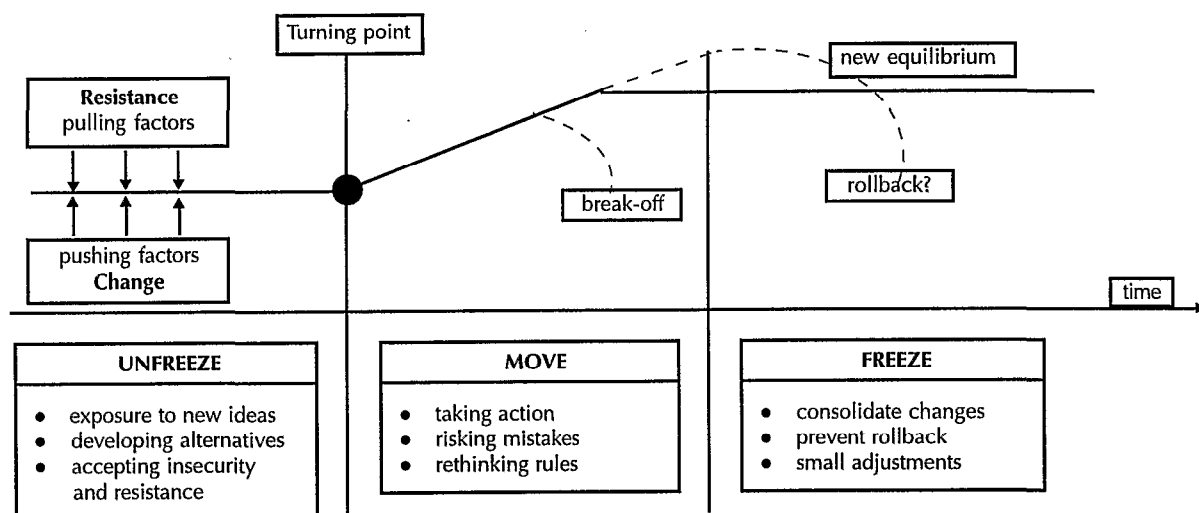 Turning point
new equilibrium
Resistance
pulling factors
rollback?
break-off
pushing factors
Change
time
UNFREEZE
● exposure to new ideas
● developing alternatives
● accepting insecurity
and resistance
MOVE
● taking action
● risking mistakes
● rethinking rules
FREEZE
● consolidate changes
● prevent rollback
● small adjustments